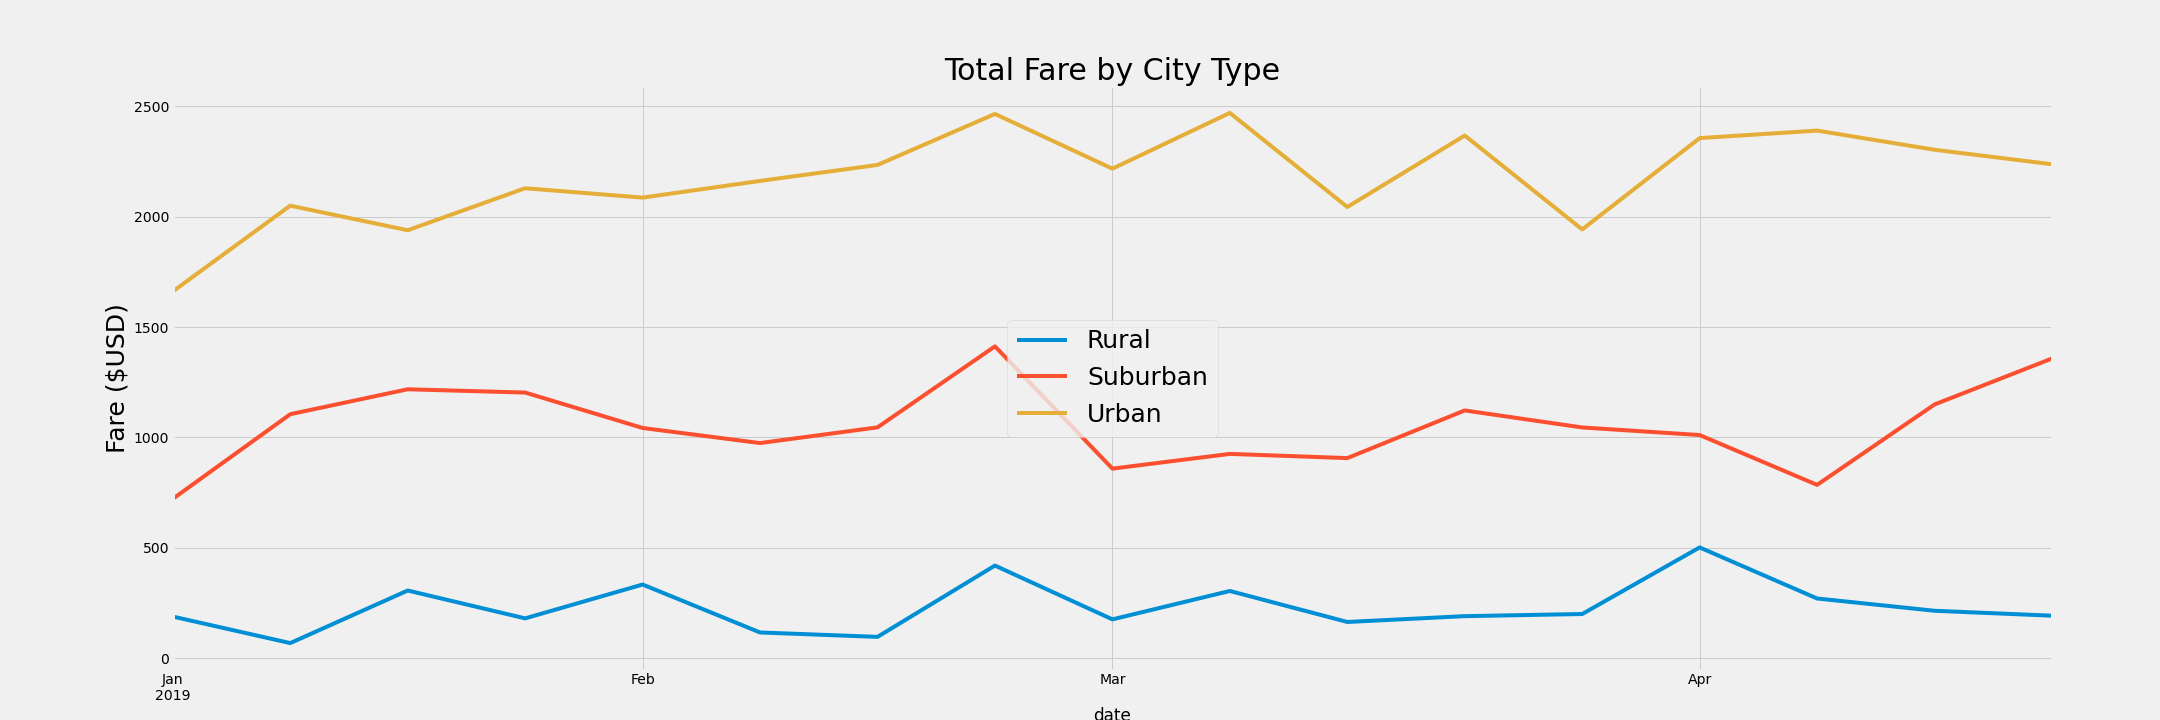 Total Fare by City Type
Fare ($USD)
2500
2000
1500
1000
500
0
Rural
Suburban
Urban
Jan
2019
Feb
Mar
Apr
date